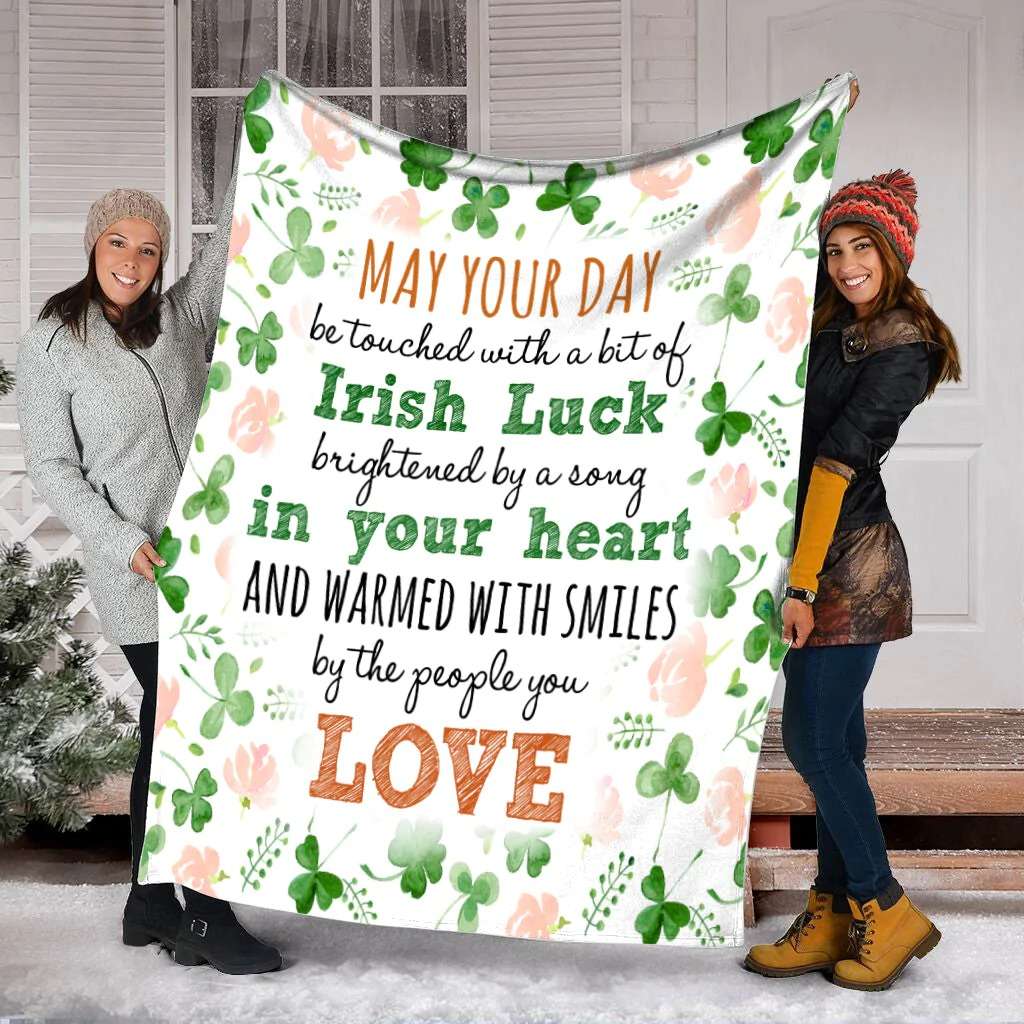 MAY YOUR DAY
be touched with a bit of
Irish Luck
brightened by a song
in your heart
AND WARMED WITH SMILES
by the people you
LOVE